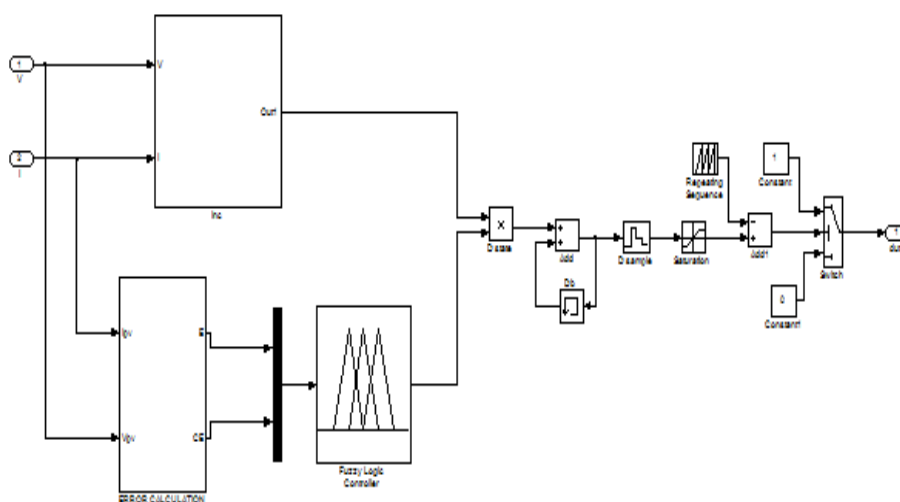 1
V
2
I
V
I
Out1
Inc
Ipv
Vpv
E
CE
ERROR CALCULATION
Fuzzy Logic
Controller
X
D state
+
+
Add
Db
D sample
Saturation
Repeating
Sequence
-
+
Add1
1
Constant
0
Constant1
Switch
1